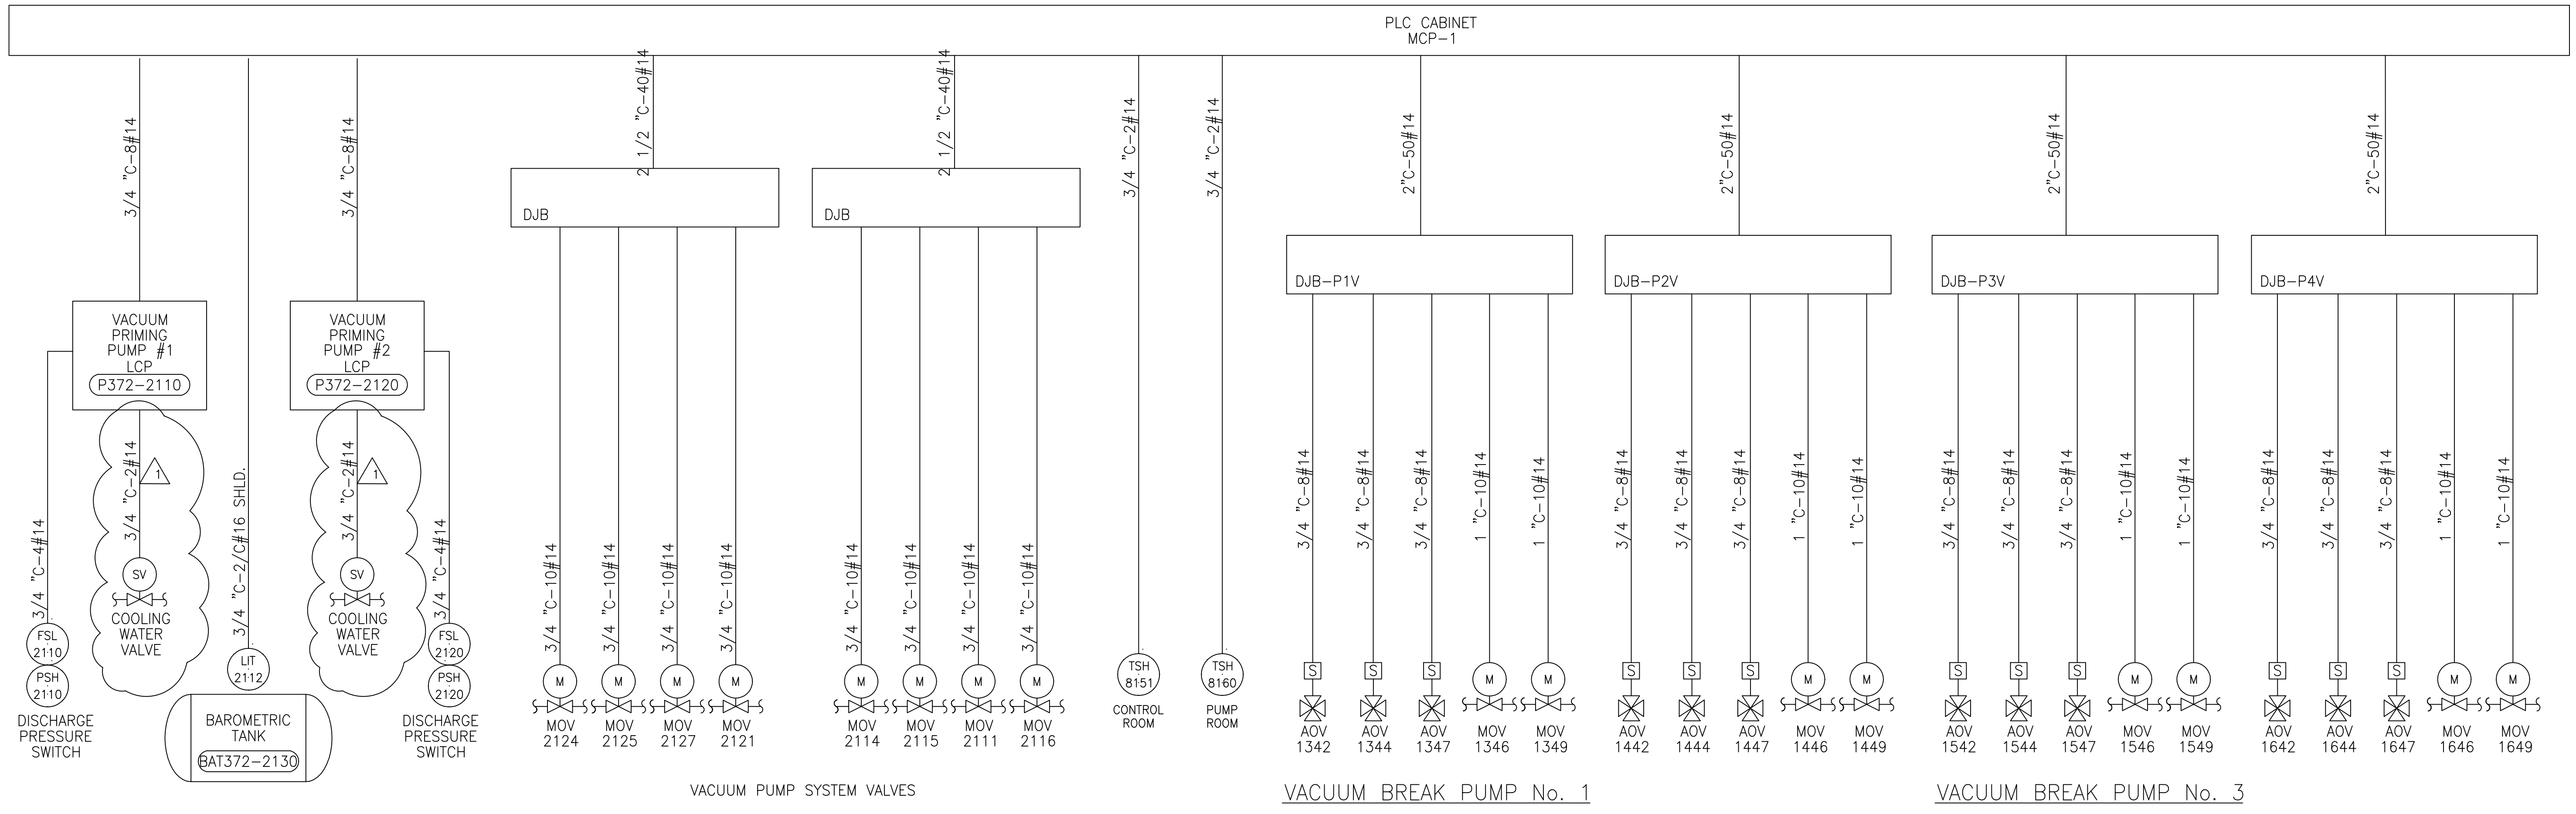 PLC CABINET
MCP-1
3/4 "C-8#14
3/4 "C-8#14
2 1/2 "C-40#14
2 1/2 "C-40#14
3/4 "C-2#14
3/4 "C-2#14
2"C-50#14
2"C-50#14
2"C-50#14
2"C-50#14
DJB
DJB
DJB-P1V
DJB-P2V
DJB-P3V
DJB-P4V
VACUUM
PRIMING
PUMP #1
LCP
P372-2110
VACUUM
PRIMING
PUMP #2
LCP
P372-2120
3/4 "C-4#14
3/4 "C-2#14
1
3/4 "C-2/C#16 SHLD.
3/4 "C-2#14
1
3/4 "C-4#14
SV
COOLING
WATER
VALVE
SV
COOLING
WATER
VALVE
FSL
2110
PSH
2110
DISCHARGE
PRESSURE
SWITCH
LIT
2112
BAROMETRIC
TANK
BAT372-2130
FSL
2120
PSH
2120
DISCHARGE
PRESSURE
SWITCH
3/4 "C-10#14
3/4 "C-10#14
3/4 "C-10#14
3/4 "C-10#14
3/4 "C-10#14
3/4 "C-10#14
3/4 "C-10#14
3/4 "C-10#14
M
M
M
M
M
M
M
M
MOV
2124
MOV
2125
MOV
2127
MOV
2121
MOV
2114
MOV
2115
MOV
2111
MOV
2116
VACUUM PUMP SYSTEM VALVES
TSH
8151
CONTROL
ROOM
TSH
8160
PUMP
ROOM
3/4 "C-8#14
3/4 "C-8#14
3/4 "C-8#14
1 "C-10#14
1 "C-10#14
3/4 "C-8#14
3/4 "C-8#14
3/4 "C-8#14
1 "C-10#14
1 "C-10#14
3/4 "C-8#14
3/4 "C-8#14
3/4 "C-8#14
1 "C-10#14
1 "C-10#14
3/4 "C-8#14
3/4 "C-8#14
3/4 "C-8#14
1 "C-10#14
1 "C-10#14
S
S
S
M
M
S
S
S
M
M
S
S
S
M
M
S
S
S
M
M
AOV
1342
AOV
1344
AOV
1347
MOV
1346
MOV
1349
AOV
1442
AOV
1444
AOV
1447
MOV
1446
MOV
1449
AOV
1542
AOV
1544
AOV
1547
MOV
1546
MOV
1549
AOV
1642
AOV
1644
AOV
1647
MOV
1646
MOV
1649
VACUUM BREAK PUMP No. 1
VACUUM BREAK PUMP No. 3